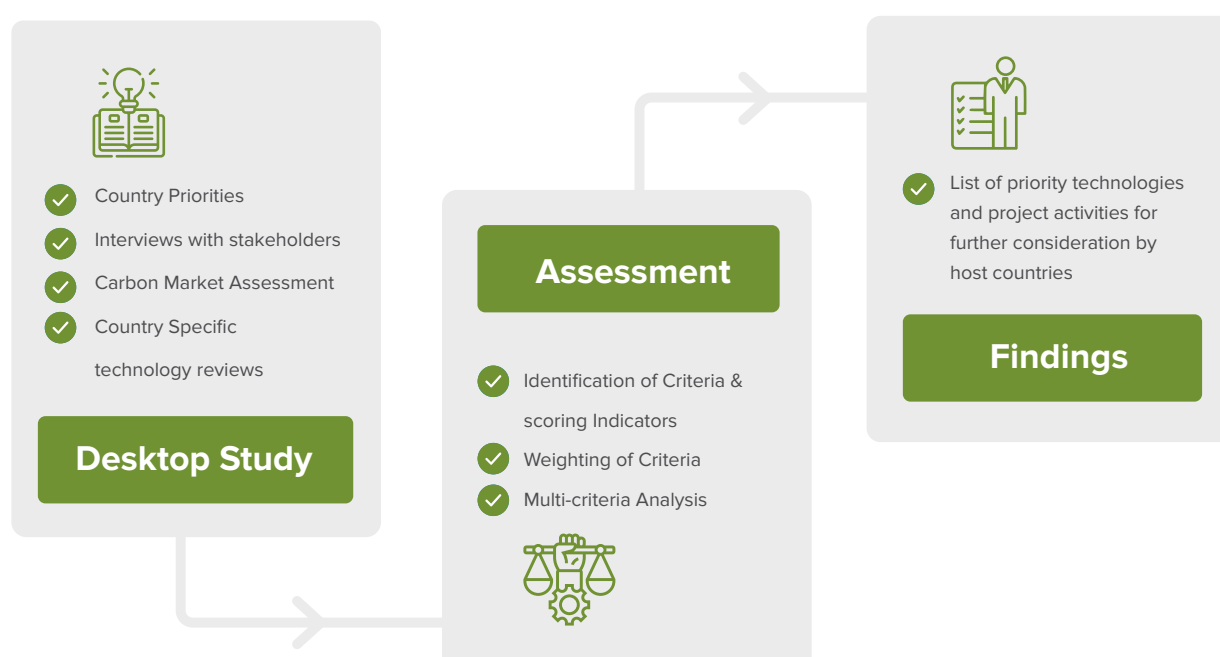 Country Priorities
Interviews with stakeholders
Carbon Market Assessment
Country Specific
technology reviews
Desktop Study
Assessment
Identification of Criteria &
scoring Indicators
Weighting of Criteria
Multi-criteria Analysis
List of priority technologies
and project activities for
further consideration by
host countries
Findings